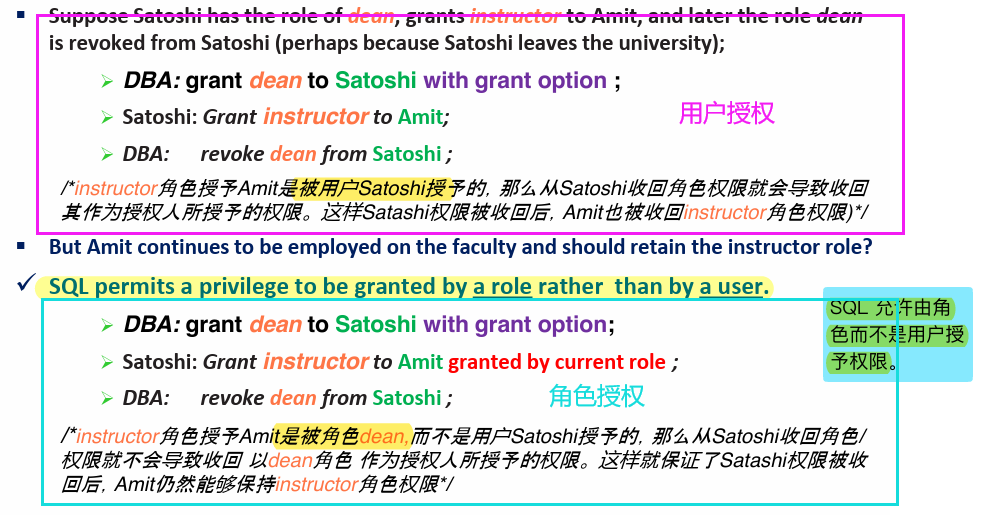 ▪ Suppose Satoshi has the role of dean, grants instructor to Amit, and later the role dean
is revoked from Satoshi (perhaps because Satoshi leaves the university);
➢ DBA: grant dean to Satoshi with grant option ;
➢ Satoshi: Grant instructor to Amit;
用户授权
➢ DBA: revoke dean from Satoshi ;
/*instructor角色授予Amit是被用户Satoshi授予的, 那么从Satoshi收回角色权限就会导致收回
其作为授权人所授予的权限。这样Satashi权限被收回后, Amit也被收回instructor角色权限)*/
▪ But Amit continues to be employed on the faculty and should retain the instructor role?
✓ SQL permits a privilege to be granted by a role rather than by a user.
➢ DBA: grant dean to Satoshi with grant option;
➢ Satoshi: Grant instructor to Amit granted by current role ;
➢ DBA: revoke dean from Satoshi ;
角色授权
/*instructor角色授予Amit是被角色dean,而不是用户Satoshi授予的, 那么从Satoshi收回角色/
权限就不会导致收回 以dean角色 作为授权人所授予的权限。这样就保证了Satashi权限被收
回后, Amit仍然能够保持instructor角色权限*/
SQL 允许由角
色而不是用户授
予权限。